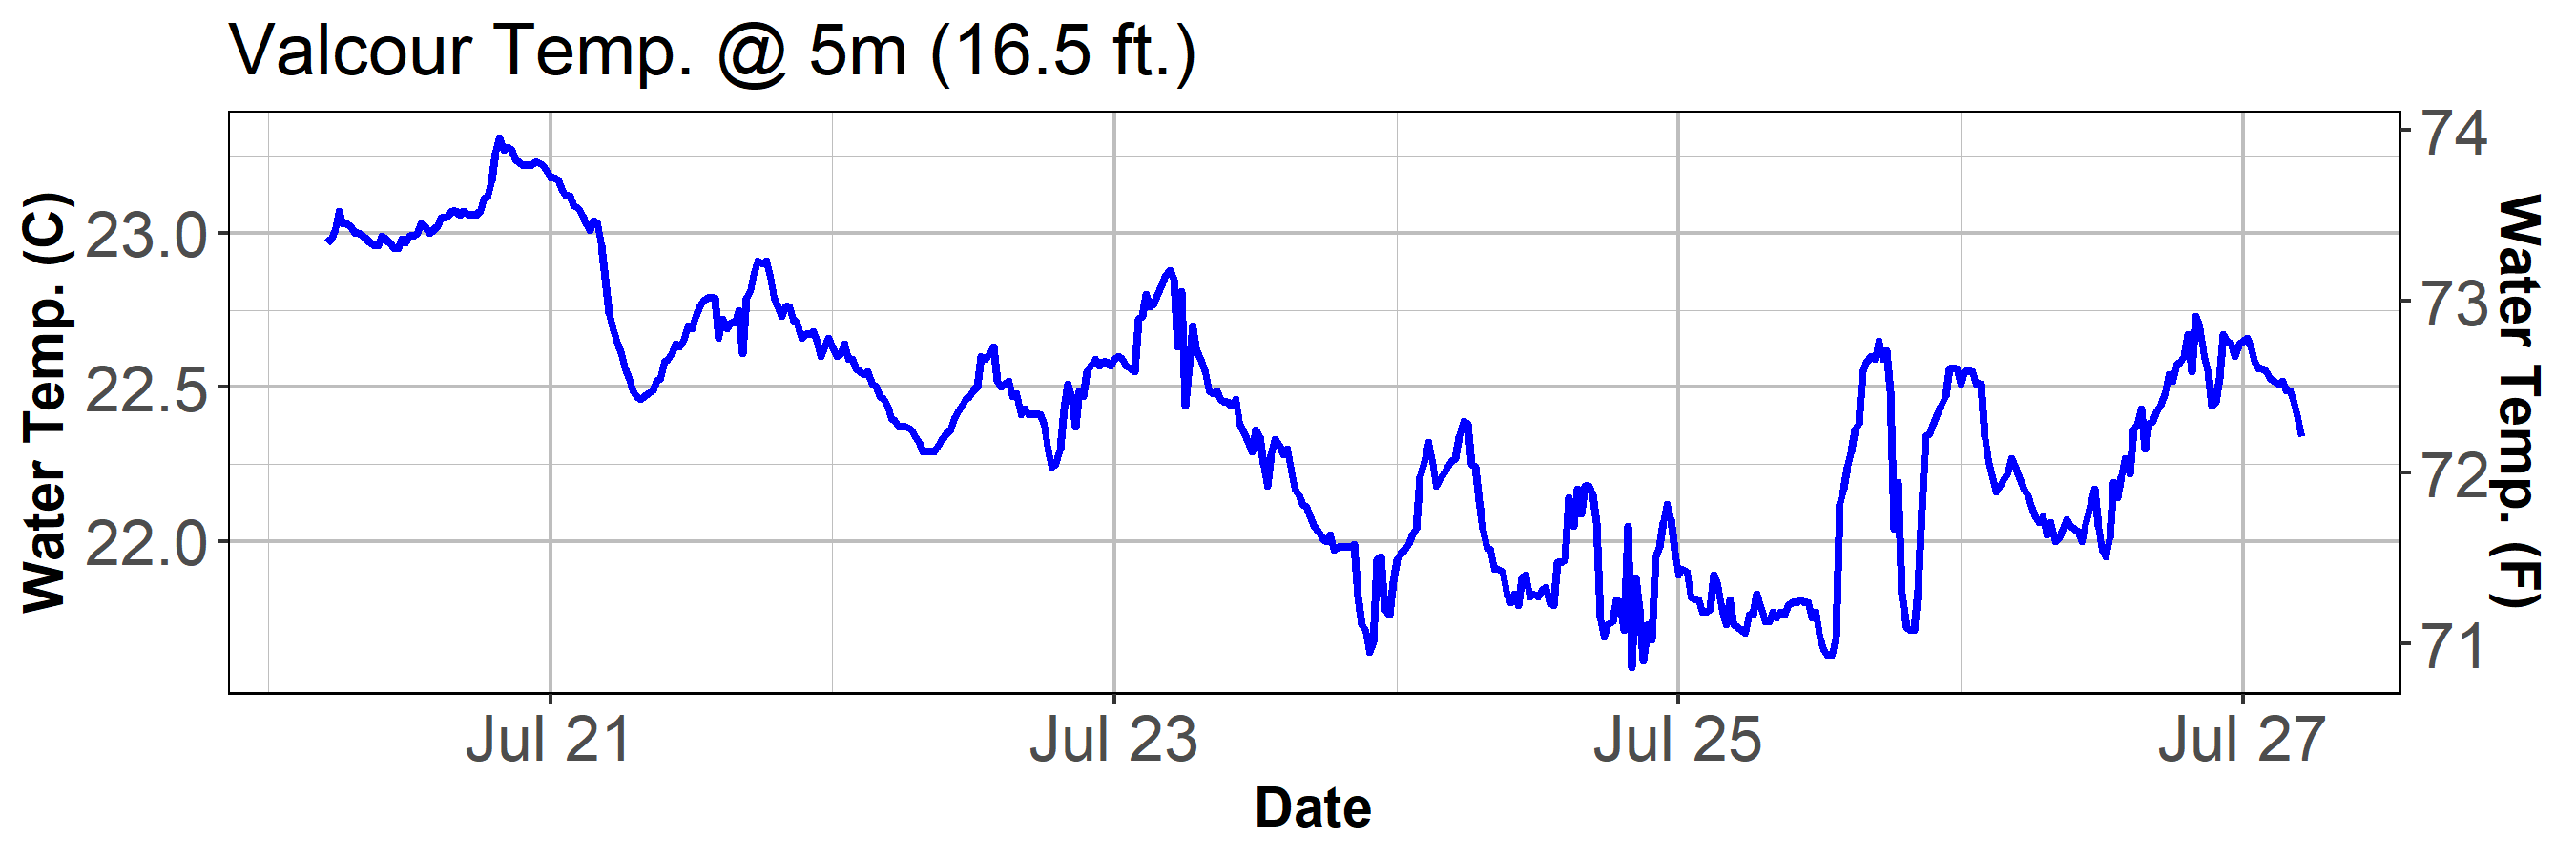 Valcour Temp. @ 5m (16.5 ft.)
Water Temp. (C)
23.0
22.5
22.0
74
73
72
71
Water Temp. (F)
Jul 21
Jul 23
Jul 25
Jul 27
Date